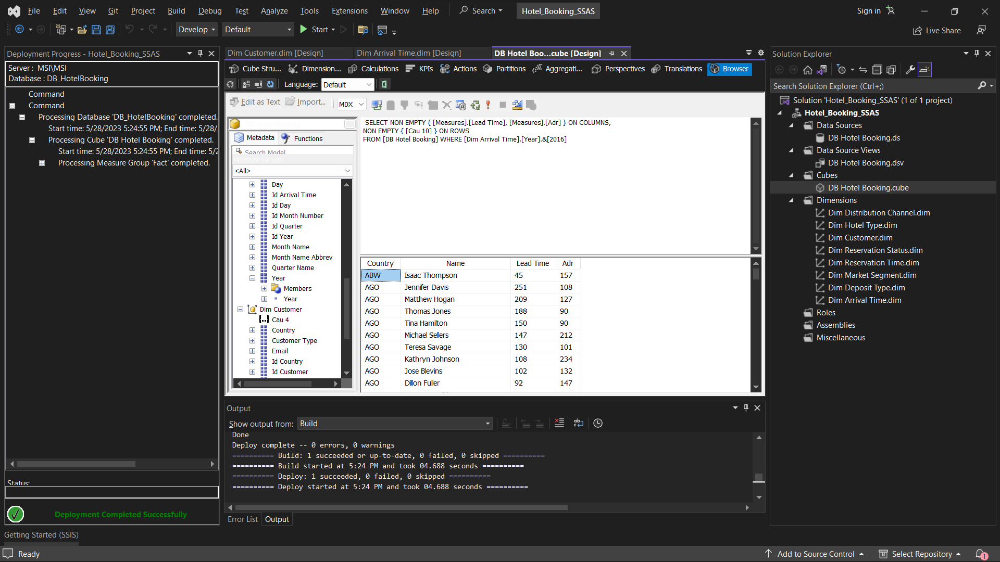 File Edit View Git Project Build Debug Test Analyze Tools Extensions Window Help Search Hotel_Booking_SSAS Sign in
Develop Default Start Live Share
Deployment Progress - Hotel_Booking_SSAS
Server : MSI\MSI
Database : DB_HotelBooking
Command
Command
Processing Database 'DB_HotelBooking' completed.
Start time: 5/28/2023 5:24:55 PM; End time: 5/28/
Processing Cube 'DB Hotel Booking' completed.
Start time: 5/28/2023 5:24:55 PM; End time: 5/2
Processing Measure Group 'Fact' completed.
Status:
Deployment Completed Successfully
Getting Started (SSIS)
Dim Customer.dim [Design] Dim Arrival Time.dim [Design] DB Hotel Boo...cube [Design]
Cube Stru... Dimension... Calculations KPIs Actions Partitions Aggregati... Perspectives Translations Browser
Language: Default
Edit as Text Import... MDX
Metadata Functions
Search Model
Measure Group:
<All>
Day
Id Arrival Time
Id Day
Id Month Number
Id Quarter
Id Year
Month Name
Month Name Abbrev
Quarter Name
Year
Members
Year
Dim Customer
Cau 4
Country
Customer Type
Email
Id Country
Id Customer
SELECT NON EMPTY { [Measures].[Lead Time], [Measures].[Adr] } ON COLUMNS,
NON EMPTY { [Cau 10] } ON ROWS
FROM [DB Hotel Booking] WHERE [Dim Arrival Time].[Year].&[2016]
Country Name Lead Time Adr
ABW Isaac Thompson 45 157
AGO Jennifer Davis 251 108
AGO Matthew Hogan 209 127
AGO Thomas Jones 188 90
AGO Tina Hamilton 150 90
AGO Michael Sellers 147 212
AGO Teresa Savage 130 101
AGO Kathryn Johnson 108 234
AGO Jose Blevins 102 132
AGO Dillon Fuller 92 147
Output
Show output from: Build
Done
Deploy complete -- 0 errors, 0 warnings
========== Build: 1 succeeded or up-to-date, 0 failed, 0 skipped ==========
========== Build started at 5:24 PM and took 04.688 seconds ==========
========== Deploy: 1 succeeded, 0 failed, 0 skipped ==========
========== Deploy started at 5:24 PM and took 04.688 seconds ==========
Error List Output
Solution Explorer
Search Solution Explorer (Ctrl+;)
Solution 'Hotel_Booking_SSAS' (1 of 1 project)
Hotel_Booking_SSAS
Data Sources
DB Hotel Booking.ds
Data Source Views
DB Hotel Booking.dsv
Cubes
DB Hotel Booking.cube
Dimensions
Dim Distribution Channel.dim
Dim Hotel Type.dim
Dim Customer.dim
Dim Reservation Status.dim
Dim Reservation Time.dim
Dim Market Segment.dim
Dim Deposit Type.dim
Dim Arrival Time.dim
Roles
Assemblies
Miscellaneous
Ready Add to Source Control Select Repository 1